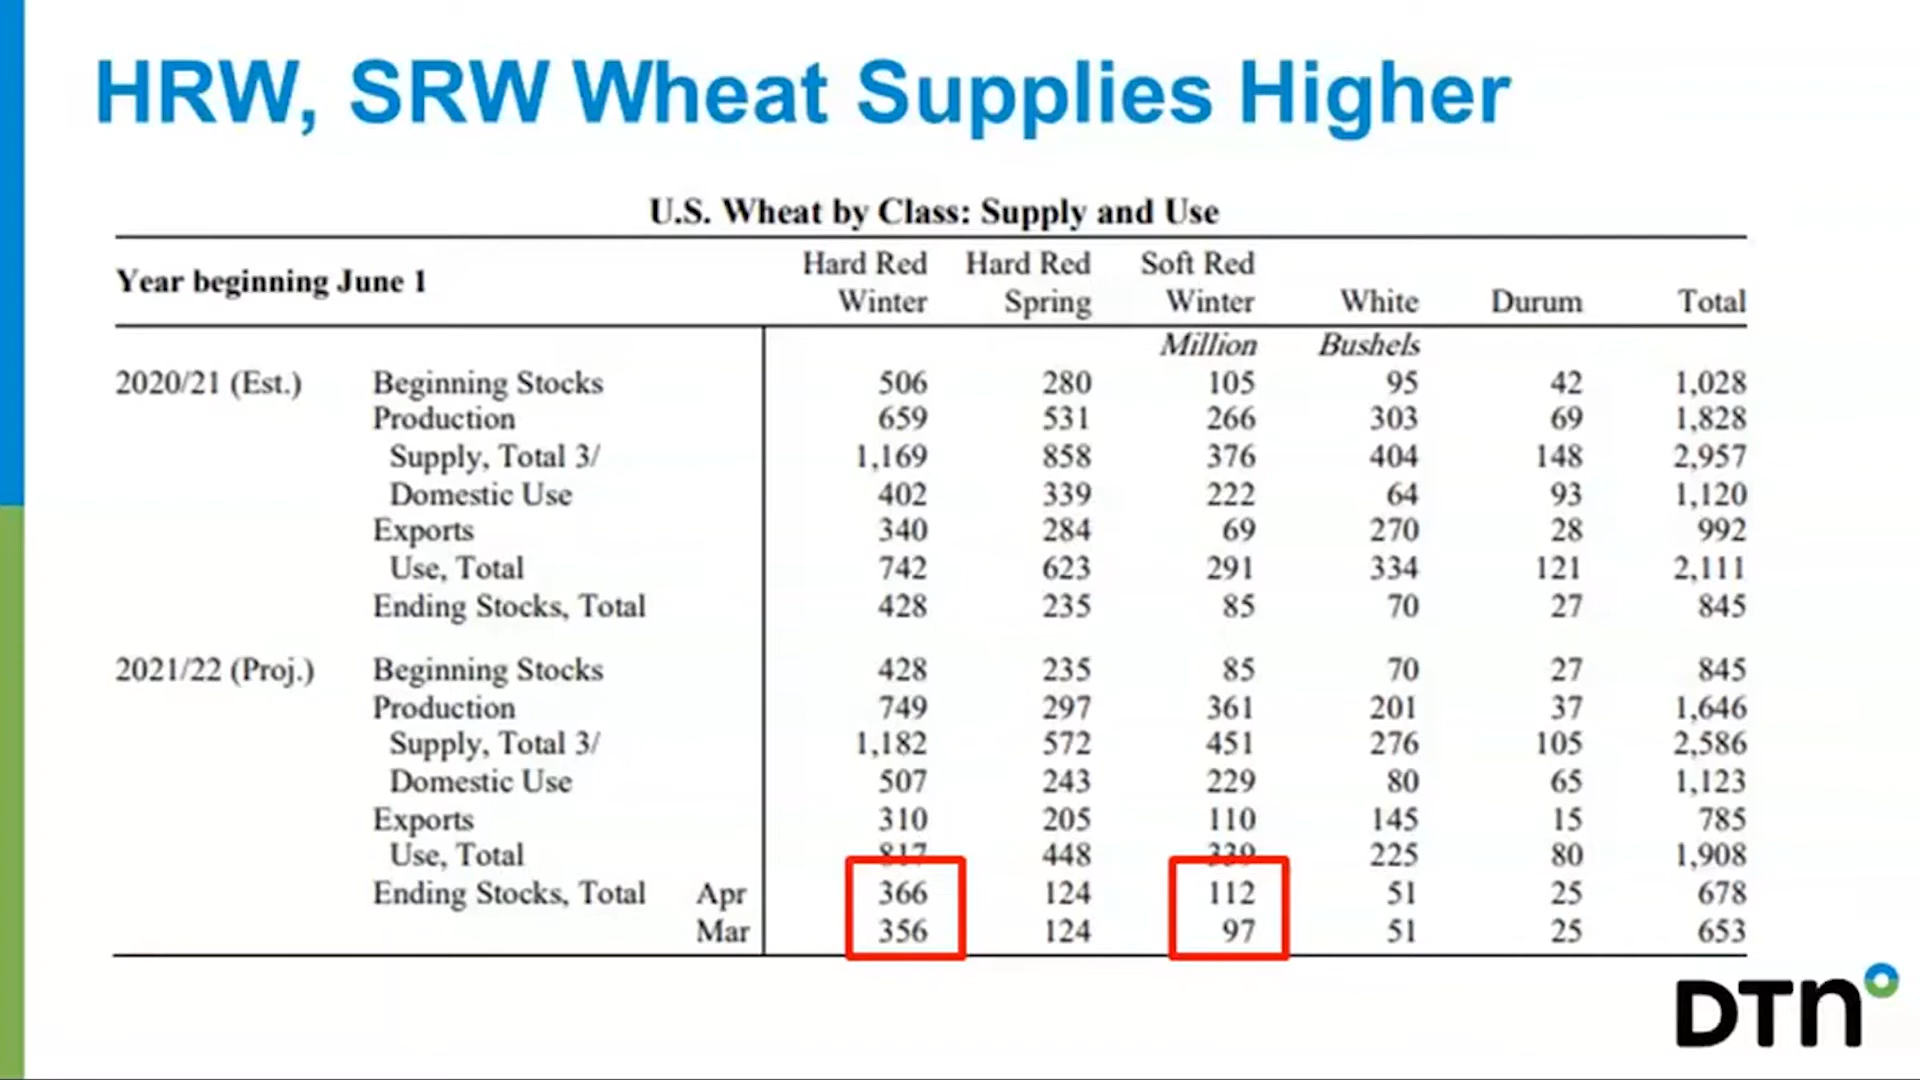 HRW, SRW Wheat Supplies Higher
U.S. Wheat by Class: Supply and Use
Year beginning June 1 Hard Red Winter Hard Red Spring Soft Red Winter White Durum Total
Million Bushels
2020/21 (Est.) Beginning Stocks 506 280 105 95 42 1,028
Production 659 531 266 303 69 1,828
Supply, Total 3/ 1,169 858 376 404 148 2,957
Domestic Use 402 339 222 64 93 1,120
Exports 340 284 69 270 28 992
Use, Total 742 623 291 334 121 2,111
Ending Stocks, Total 428 235 85 70 27 845
2021/22 (Proj.) Beginning Stocks 428 235 85 70 27 845
Production 749 297 361 201 37 1,646
Supply, Total 3/ 1,182 572 451 276 105 2,586
Domestic Use 507 243 229 80 65 1,123
Exports 310 205 110 145 15 785
Use, Total 817 448 339 225 80 1,908
Ending Stocks, Total Apr 366 124 112 51 25 678
Mar 356 124 97 51 25 653
DTN